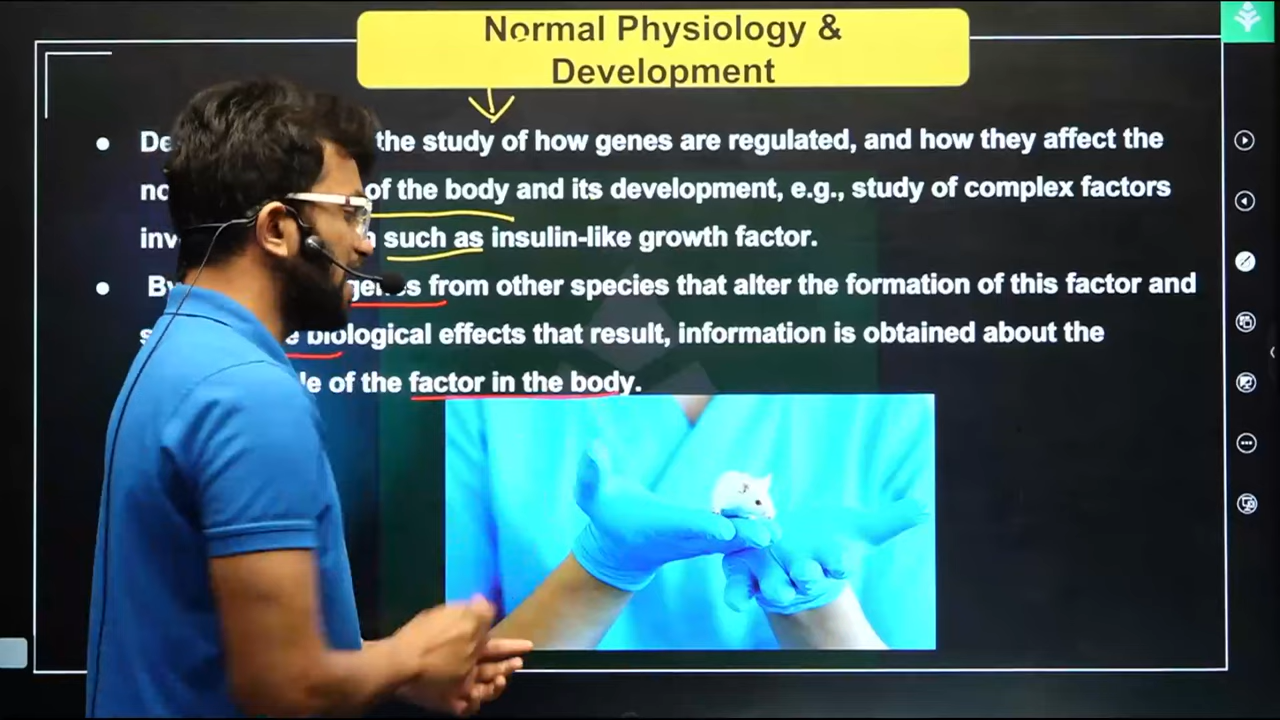 Normal Physiology &
Development
the study of how genes are regulated, and how they affect the
of the body and its development, e.g., study of complex factors
such as insulin-like growth factor.
genes from other species that alter the formation of this factor and
biological effects that result, information is obtained about the
of the factor in the body.